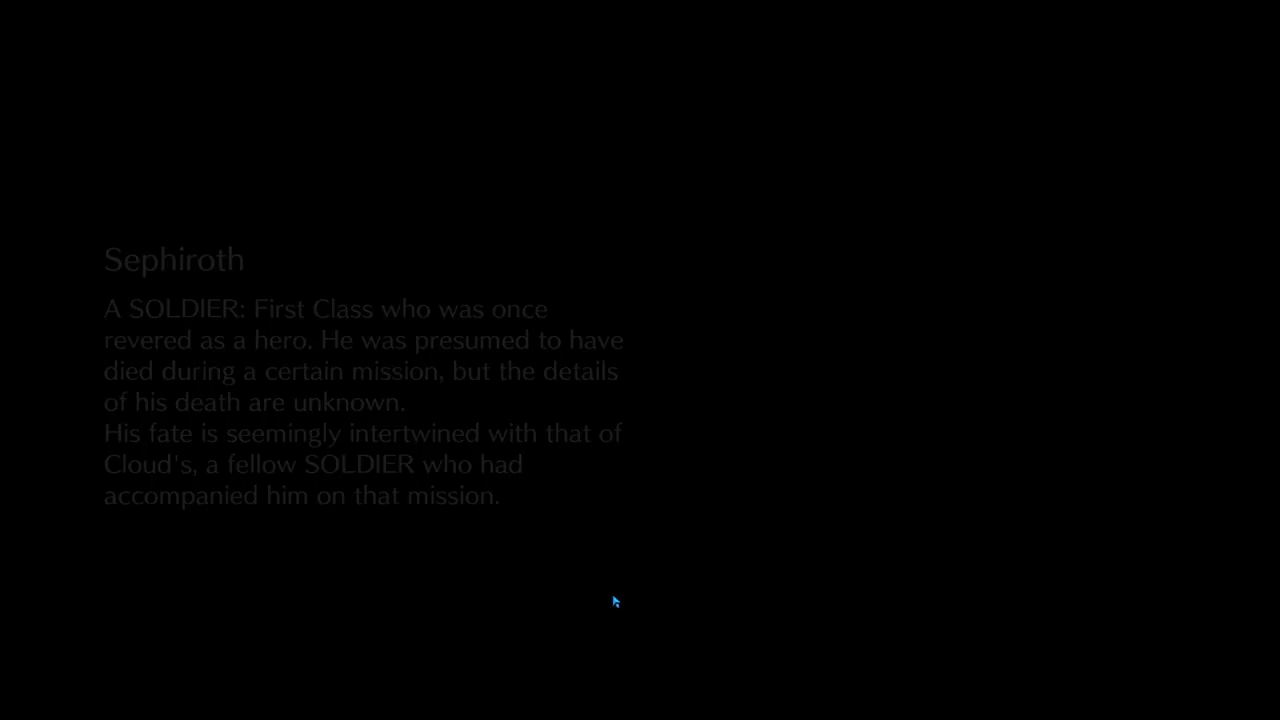 Sephiroth
A SOLDIER: First Class who was once
revered as a hero. He was presumed to have
died during a certain mission, but the details
of his death are unknown.
His fate is seemingly intertwined with that of
Cloud's, a fellow SOLDIER who had
accompanied him on that mission.